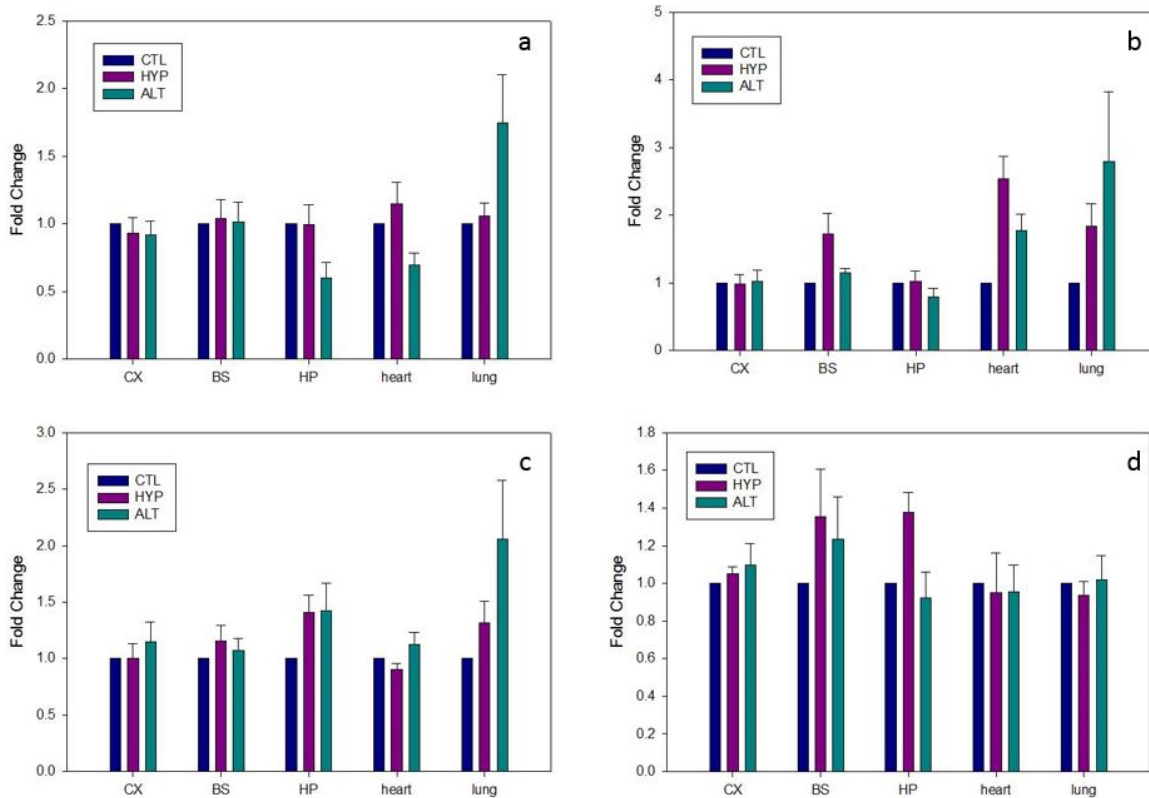 a
2.5
2.0
1.5
1.0
0.5
0.0
Fold Change
CTL
HYP
ALT
CX BS HP heart lung
b
5
4
3
2
1
0
Fold Change
CTL
HYP
ALT
CX BS HP heart lung
c
3.0
2.5
2.0
1.5
1.0
0.5
0.0
Fold Change
CTL
HYP
ALT
CX BS HP heart lung
d
1.8
1.6
1.4
1.2
1.0
0.8
0.6
0.4
0.2
0.0
Fold Change
CTL
HYP
ALT
CX BS HP heart lung